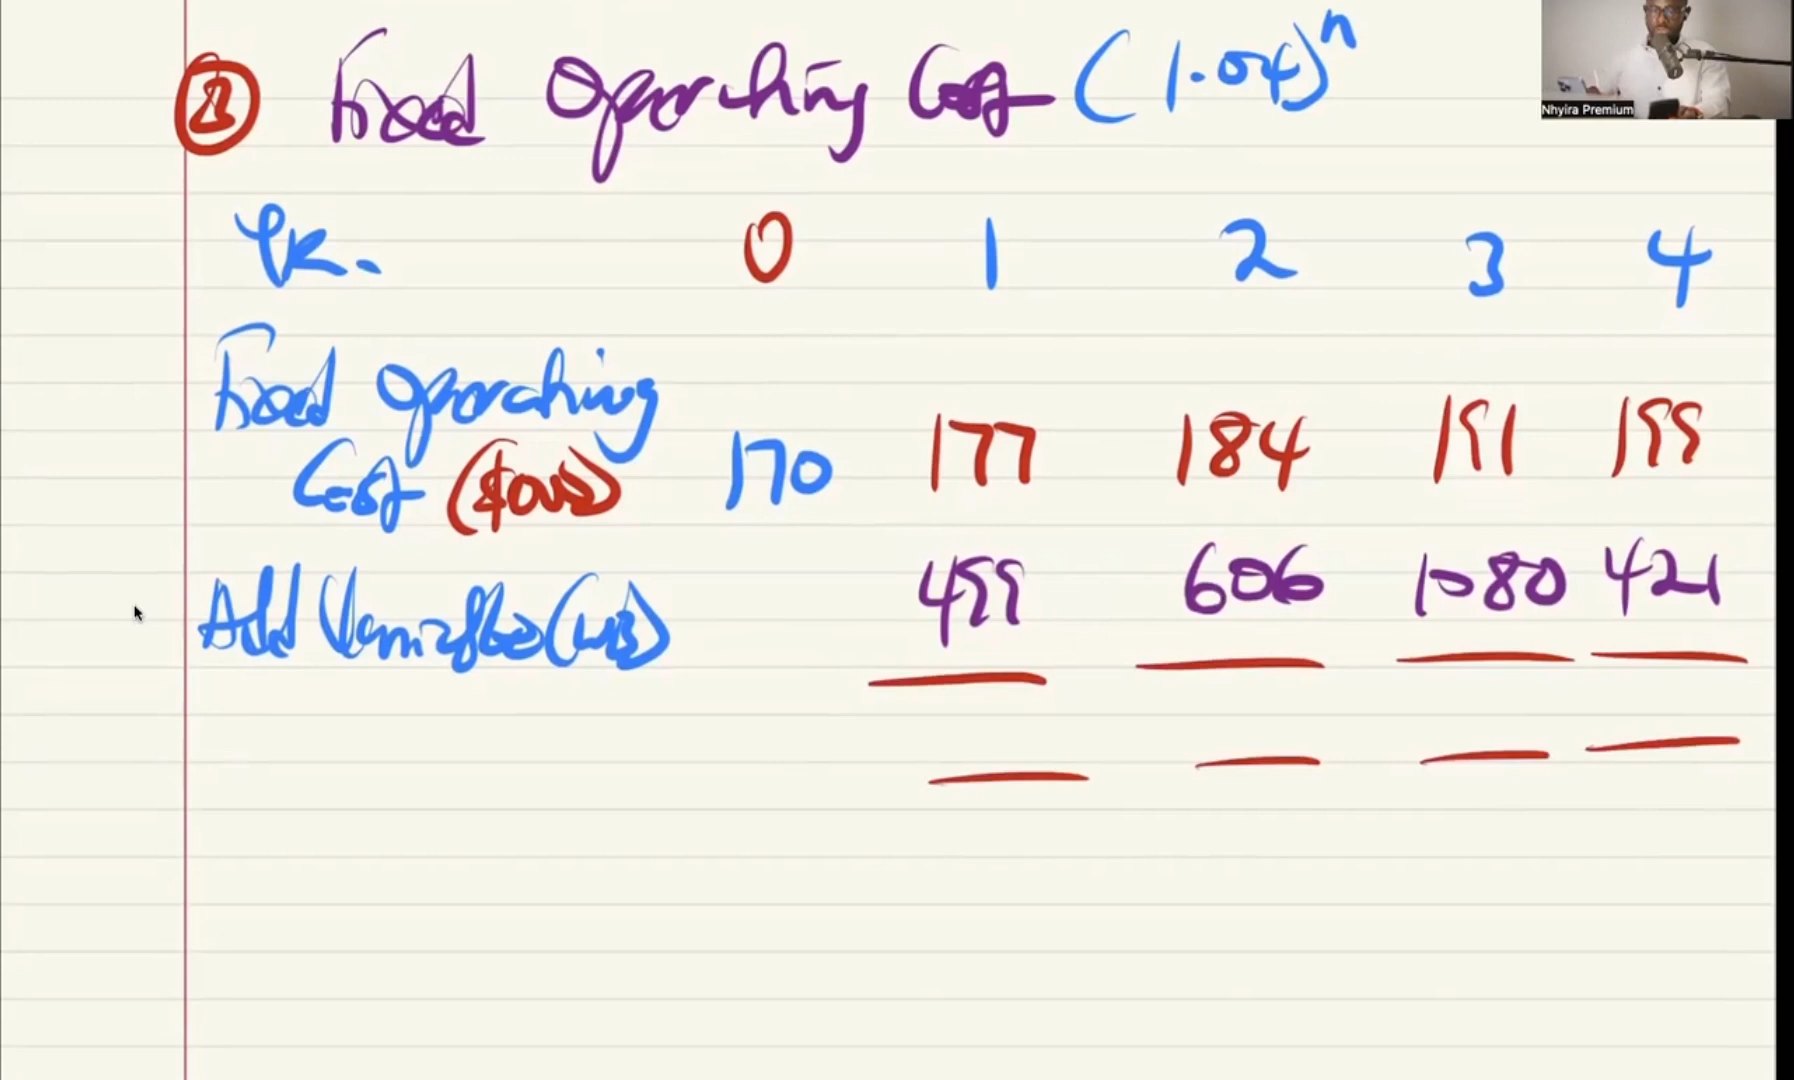 ② Fixed Operating Cost (1.04)ⁿ
Nhyira Premium
Yr. 0 1 2 3 4
Fixed operating
Cost ($000) 170 177 184 191 199
Add Variable (W3) 499 606 1080 421